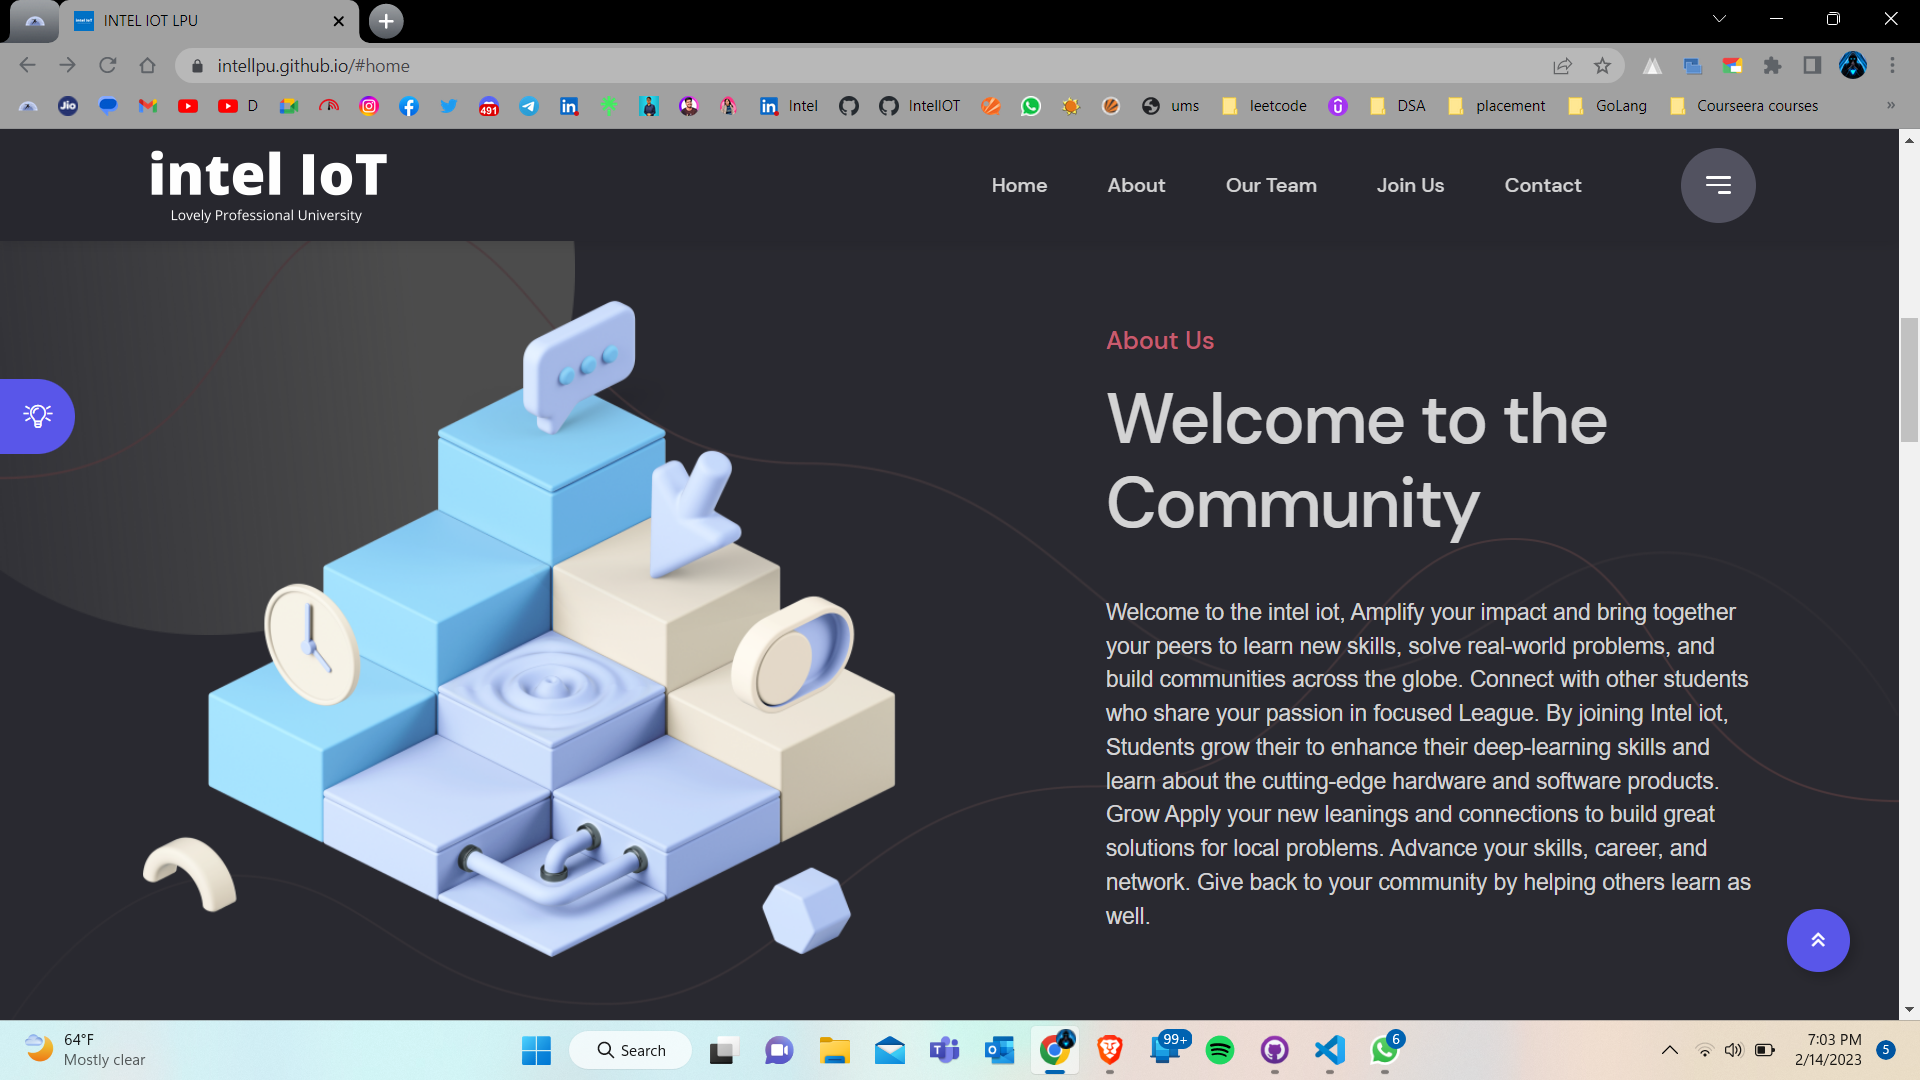 INTEL IOT LPU
intellpu.github.io/#home
Jio
D
491
Intel
IntelIOT
ums
leetcode
DSA
placement
GoLang
Courseera courses
»
intel IoT
Lovely Professional University
Home
About
Our Team
Join Us
Contact
About Us
Welcome to the
Community
Welcome to the intel iot, Amplify your impact and bring together
your peers to learn new skills, solve real-world problems, and
build communities across the globe. Connect with other students
who share your passion in focused League. By joining Intel iot,
Students grow their to enhance their deep-learning skills and
learn about the cutting-edge hardware and software products.
Grow Apply your new leanings and connections to build great
solutions for local problems. Advance your skills, career, and
network. Give back to your community by helping others learn as
well.
64°F
Mostly clear
Search
99+
6
7:03 PM
2/14/2023
5